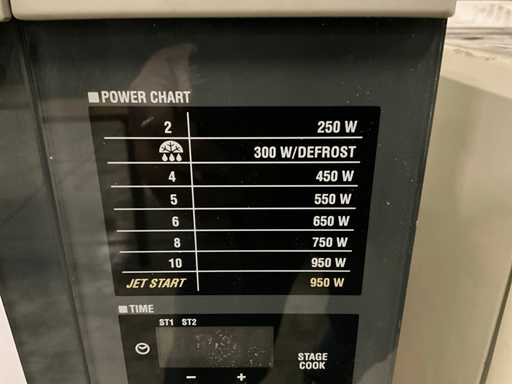 POWER CHART
2 250 W
300 W/DEFROST
4 450 W
5 550 W
6 650 W
8 750 W
10 950 W
JET START 950 W
TIME
ST1 ST2
STAGE
COOK
− +